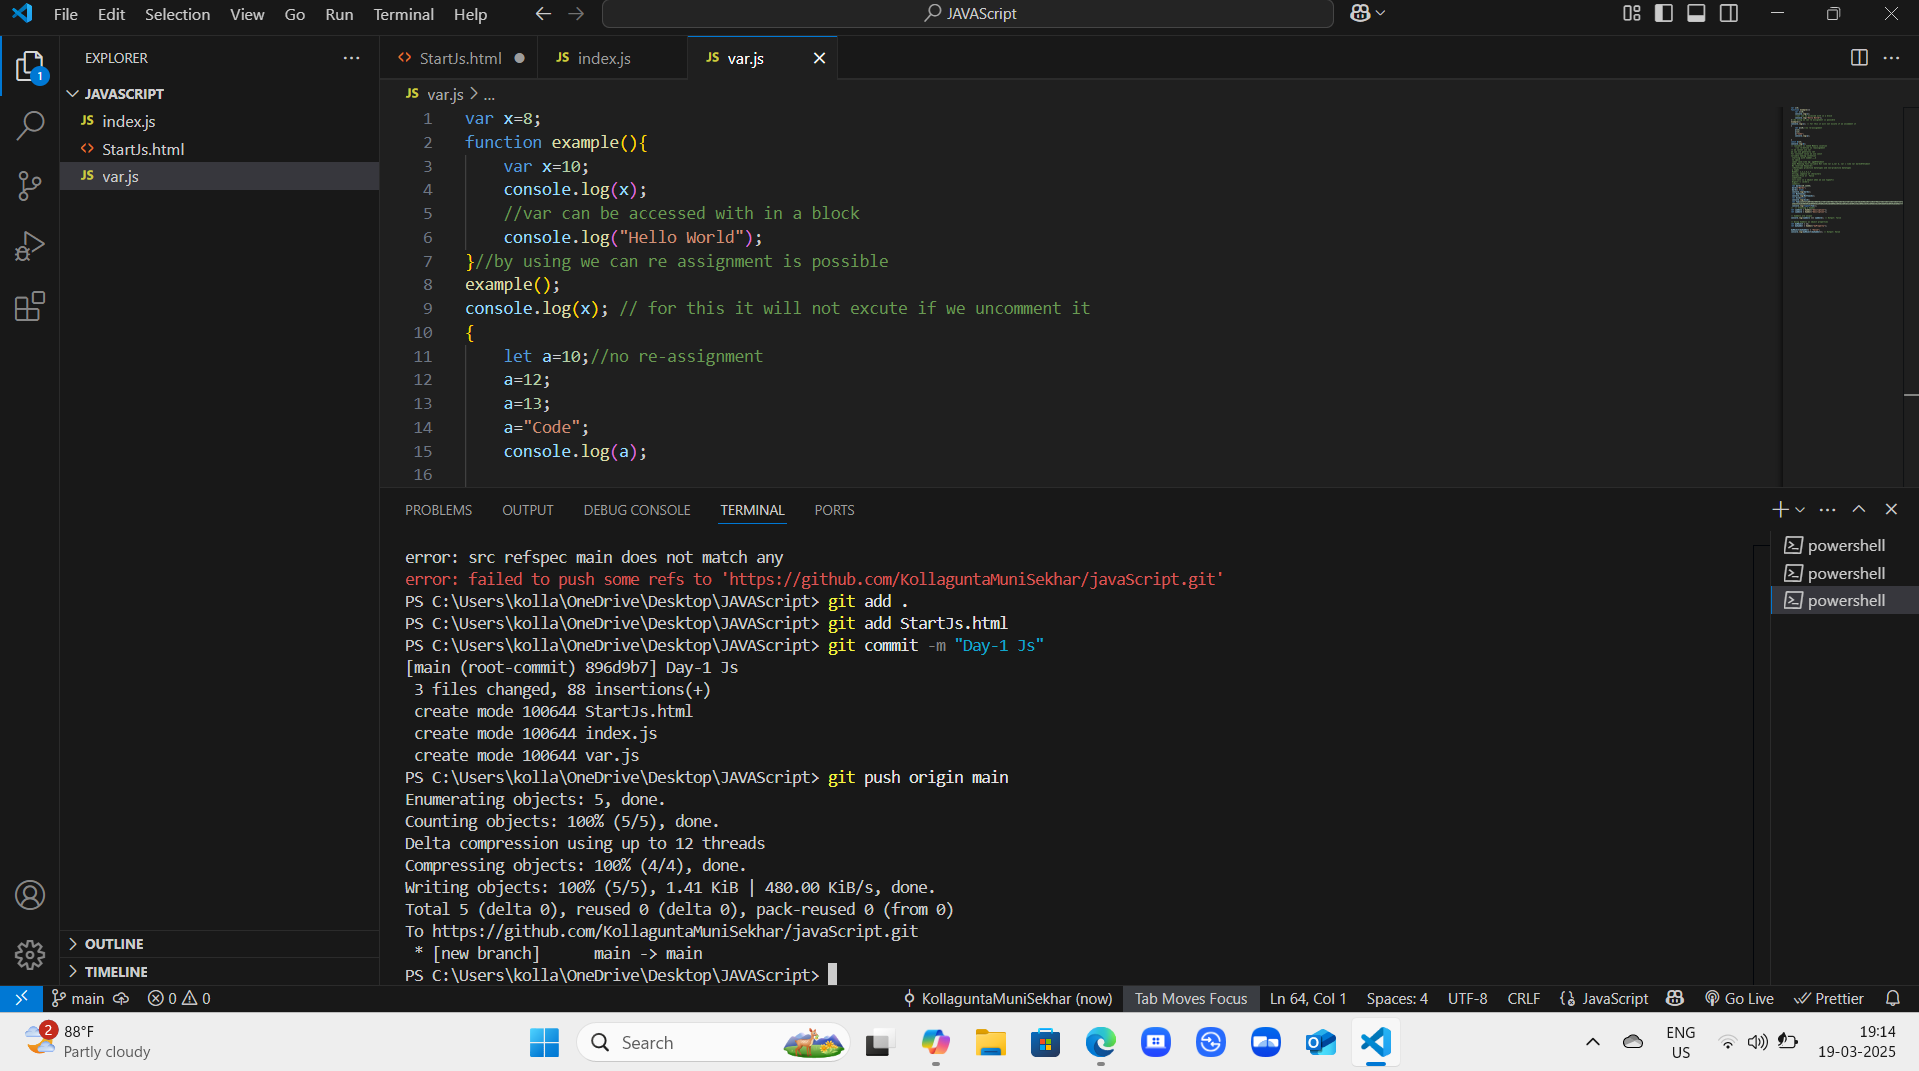 File Edit Selection View Go Run Terminal Help
JAVAScript
EXPLORER
JAVASCRIPT
JS index.js
<> StartJs.html
JS var.js
1
<> StartJs.html
JS index.js
JS var.js
JS var.js > ...
1 var x=8;
2 function example(){
3 var x=10;
4 console.log(x);
5 //var can be accessed with in a block
6 console.log("Hello World");
7 }//by using we can re assignment is possible
8 example();
9 console.log(x); // for this it will not excute if we uncomment it
10 {
11 let a=10;//no re-assignment
12 a=12;
13 a=13;
14 a="Code";
15 console.log(a);
16
PROBLEMS OUTPUT DEBUG CONSOLE TERMINAL PORTS
error: src refspec main does not match any
error: failed to push some refs to 'https://github.com/KollaguntaMuniSekhar/javaScript.git'
PS C:\Users\kolla\OneDrive\Desktop\JAVAScript> git add .
PS C:\Users\kolla\OneDrive\Desktop\JAVAScript> git add StartJs.html
PS C:\Users\kolla\OneDrive\Desktop\JAVAScript> git commit -m "Day-1 Js"
[main (root-commit) 896d9b7] Day-1 Js
3 files changed, 88 insertions(+)
create mode 100644 StartJs.html
create mode 100644 index.js
create mode 100644 var.js
PS C:\Users\kolla\OneDrive\Desktop\JAVAScript> git push origin main
Enumerating objects: 5, done.
Counting objects: 100% (5/5), done.
Delta compression using up to 12 threads
Compressing objects: 100% (4/4), done.
Writing objects: 100% (5/5), 1.41 KiB | 480.00 KiB/s, done.
Total 5 (delta 0), reused 0 (delta 0), pack-reused 0 (from 0)
To https://github.com/KollaguntaMuniSekhar/javaScript.git
* [new branch] main -> main
PS C:\Users\kolla\OneDrive\Desktop\JAVAScript>
powershell
powershell
powershell
OUTLINE
TIMELINE
main 0 0 KollaguntaMuniSekhar (now) Tab Moves Focus Ln 64, Col 1 Spaces: 4 UTF-8 CRLF JavaScript Go Live Prettier
2
88°F
Partly cloudy
Search
ENG
US
19:14
19-03-2025